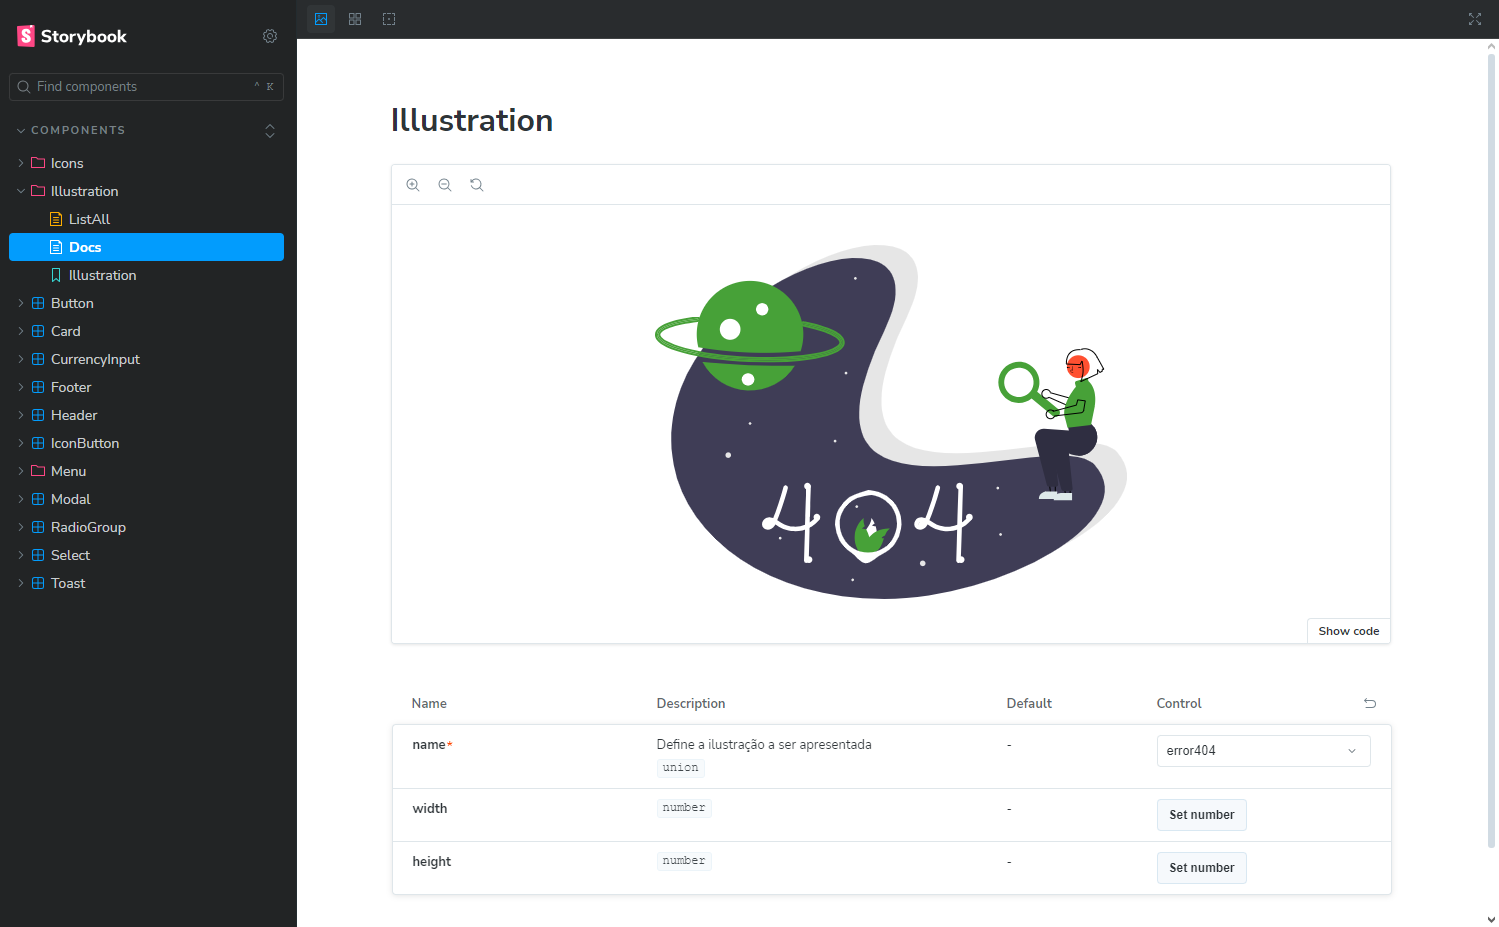 Storybook
Find components
^ K
COMPONENTS
Icons
Illustration
ListAll
Docs
Illustration
Button
Card
CurrencyInput
Footer
Header
IconButton
Menu
Modal
RadioGroup
Select
Toast
Illustration
404
Show code
Name Description Default Control
name* Define a ilustração a ser apresentada - error404
union
width number - Set number
height number - Set number